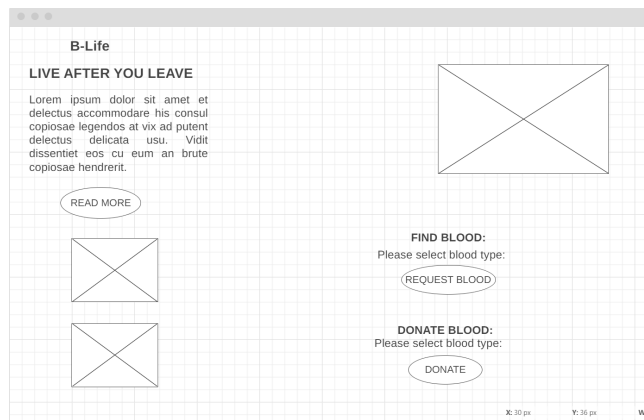 B-Life
LIVE AFTER YOU LEAVE
Lorem ipsum dolor sit amet et
delectus accommodare his consul
copiosae legendos at vix ad putent
delectus delicata usu. Vidit
dissentiet eos cu eum an brute
copiosae hendrerit.
READ MORE
FIND BLOOD:
Please select blood type:
REQUEST BLOOD
DONATE BLOOD:
Please select blood type:
DONATE
X: 30 px Y: 36 px